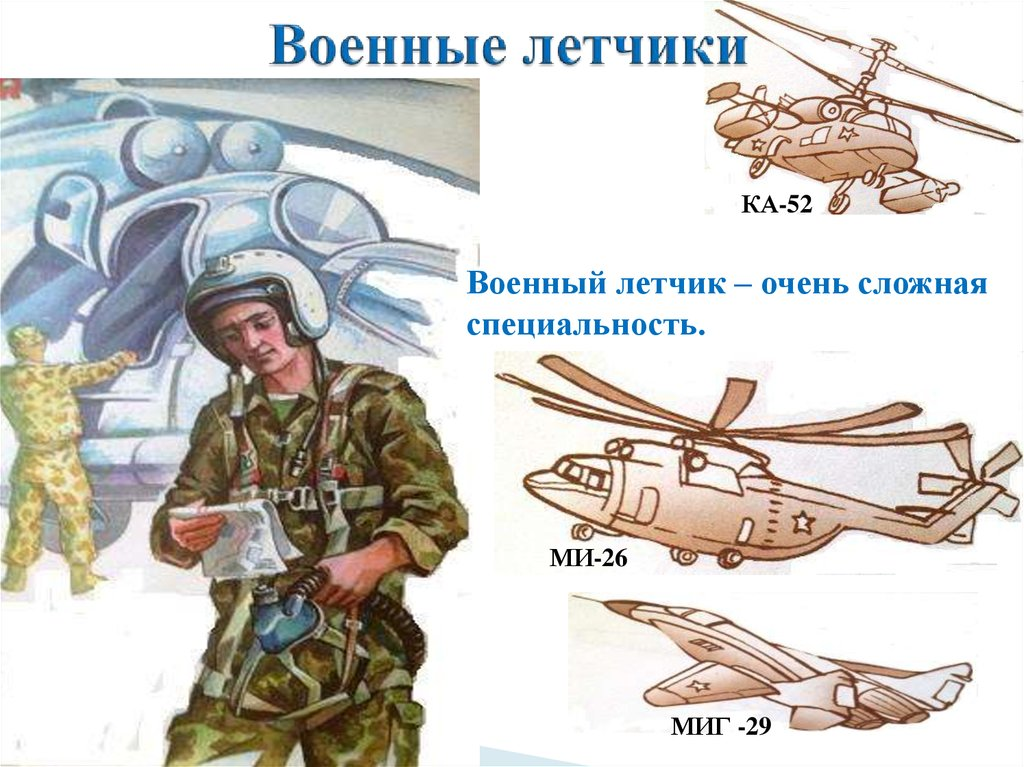 Военные летчики
КА-52
Военный летчик – очень сложная
специальность.
МИ-26
МИГ -29